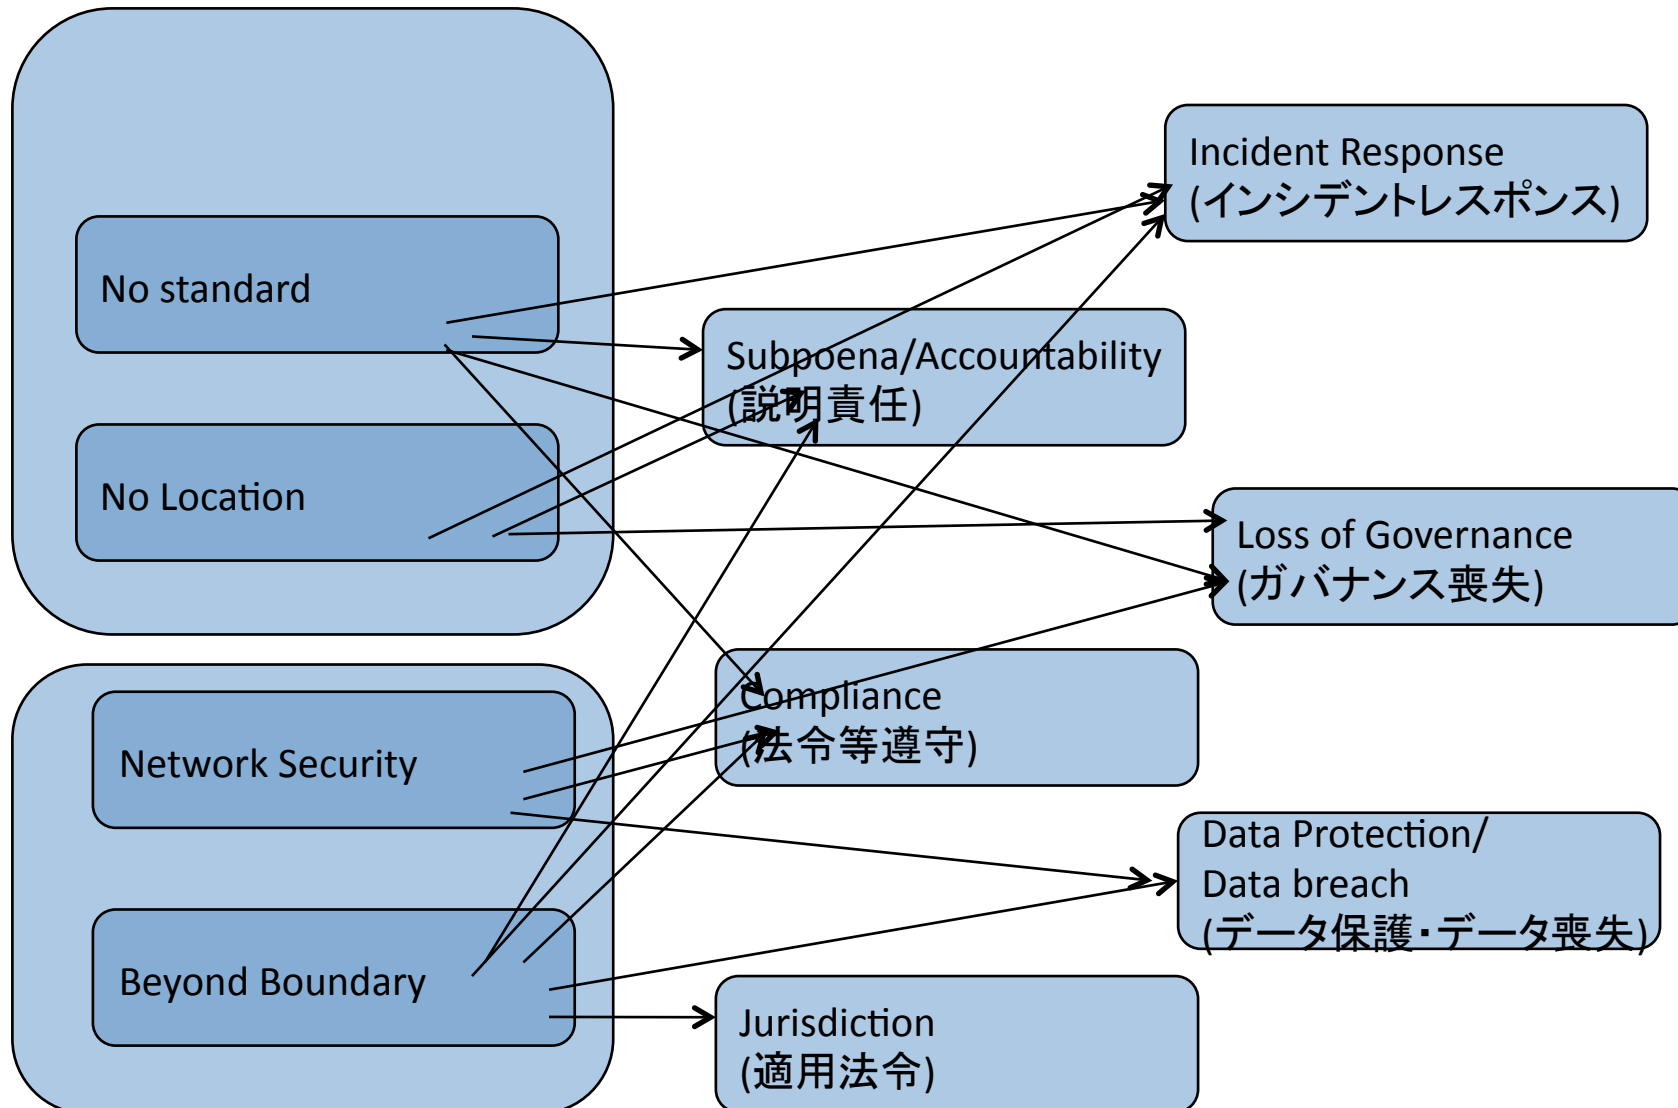 No standard
No Location
Network Security
Beyond Boundary
Incident Response
(インシデントレスポンス)
Subpoena/Accountability
(説明責任)
Loss of Governance
(ガバナンス喪失)
Compliance
(法令等遵守)
Data Protection/
Data breach
(データ保護・データ喪失)
Jurisdiction
(適用法令)